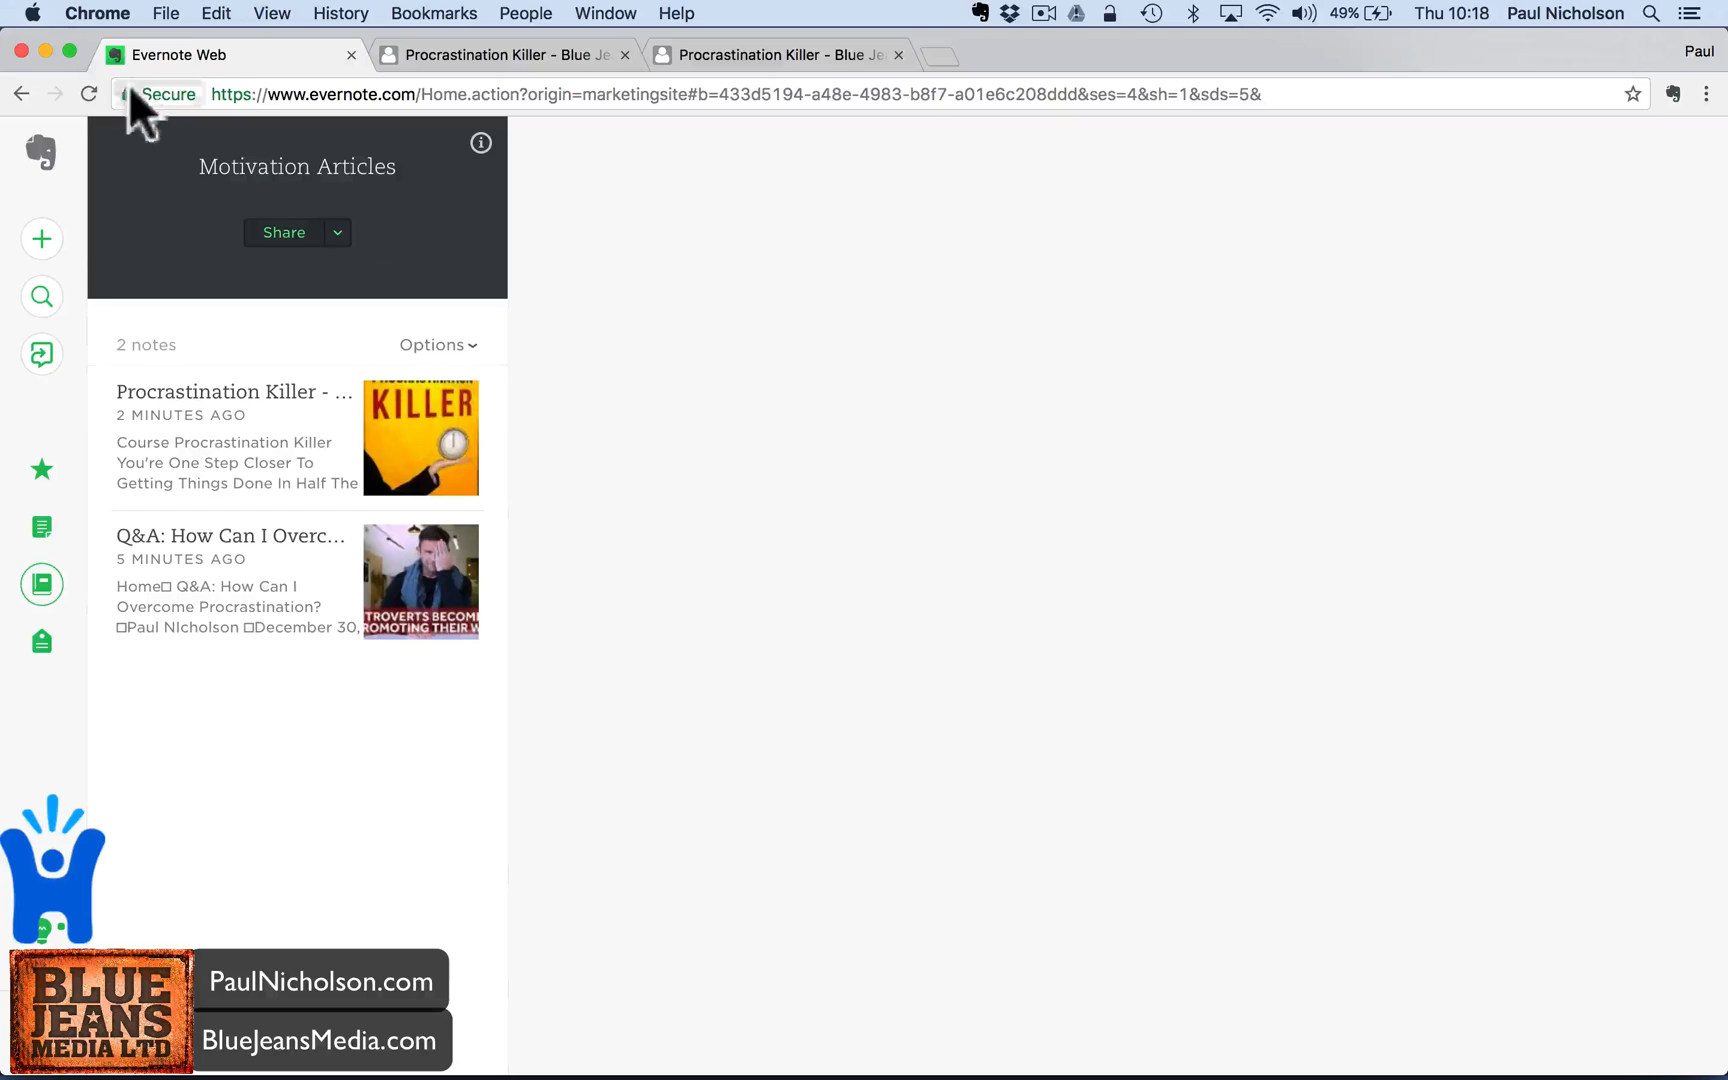 Chrome File Edit View History Bookmarks People Window Help 49% Thu 10:18 Paul Nicholson
Evernote Web Procrastination Killer - Blue Je Procrastination Killer - Blue Je Paul
Secure https://www.evernote.com/Home.action?origin=marketingsite#b=433d5194-a48e-4983-b8f7-a01e6c208ddd&ses=4&sh=1&sds=5&
Motivation Articles
Share
2 notes Options
Procrastination Killer - ...
2 MINUTES AGO
Course Procrastination Killer
You're One Step Closer To
Getting Things Done In Half The
KILLER
Q&A: How Can I Overc...
5 MINUTES AGO
Home□ Q&A: How Can I
Overcome Procrastination?
□Paul NIcholson □December 30,
TROVERTS BECOM
ROMOTING THEIR W
BLUE
JEANS
MEDIA LTD
PaulNicholson.com
BlueJeansMedia.com